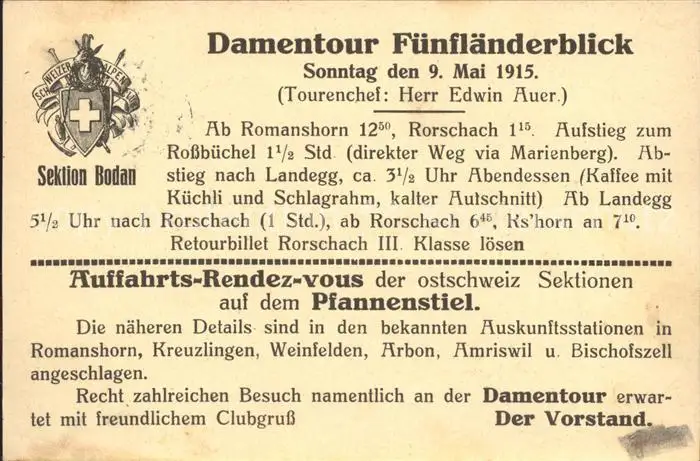 Damentour Fünfländerblick
Sonntag den 9. Mai 1915.
(Tourenchef: Herr Edwin Auer.)
SCHWEIZER ALPEN
Sektion Bodan
Ab Romanshorn 12⁵⁰, Rorschach 1¹⁵. Aufstieg zum
Roßbüchel 1½ Std. (direkter Weg via Marienberg). Ab-
stieg nach Landegg, ca. 3½ Uhr Abendessen (Kaffee mit
Küchli und Schlagrahm, kalter Aufschnitt) Ab Landegg
5½ Uhr nach Rorschach (1 Std.), ab Rorschach 6⁴⁵, Rs'horn an 7¹⁰.
Retourbillet Rorschach III. Klasse lösen
Auffahrts-Rendez-vous der ostschweiz Sektionen
auf dem Pfannenstiel.
Die näheren Details sind in den bekannten Auskunftsstationen in
Romanshorn, Kreuzlingen, Weinfelden, Arbon, Amriswil u. Bischofszell
angeschlagen.
Recht zahlreichen Besuch namentlich an der Damentour erwar-
tet mit freundlichem Clubgruß Der Vorstand.